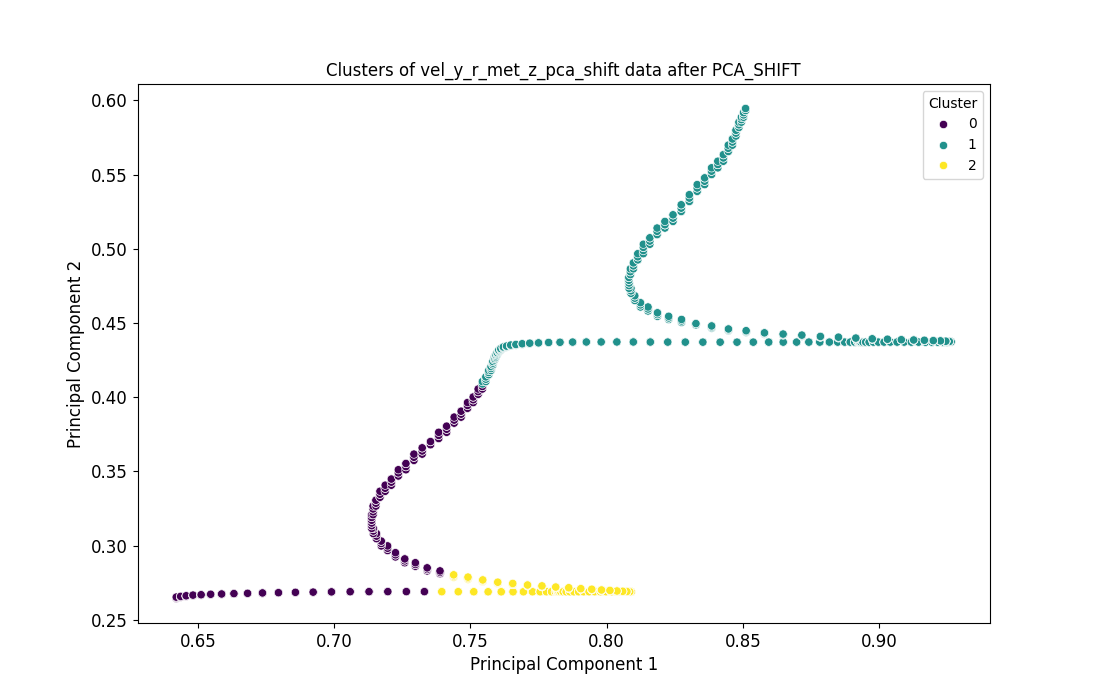 Clusters of vel_y_r_met_z_pca_shift data after PCA_SHIFT
Cluster
0
1
2
Principal Component 2
0.60
0.55
0.50
0.45
0.40
0.35
0.30
0.25
0.65 0.70 0.75 0.80 0.85 0.90
Principal Component 1